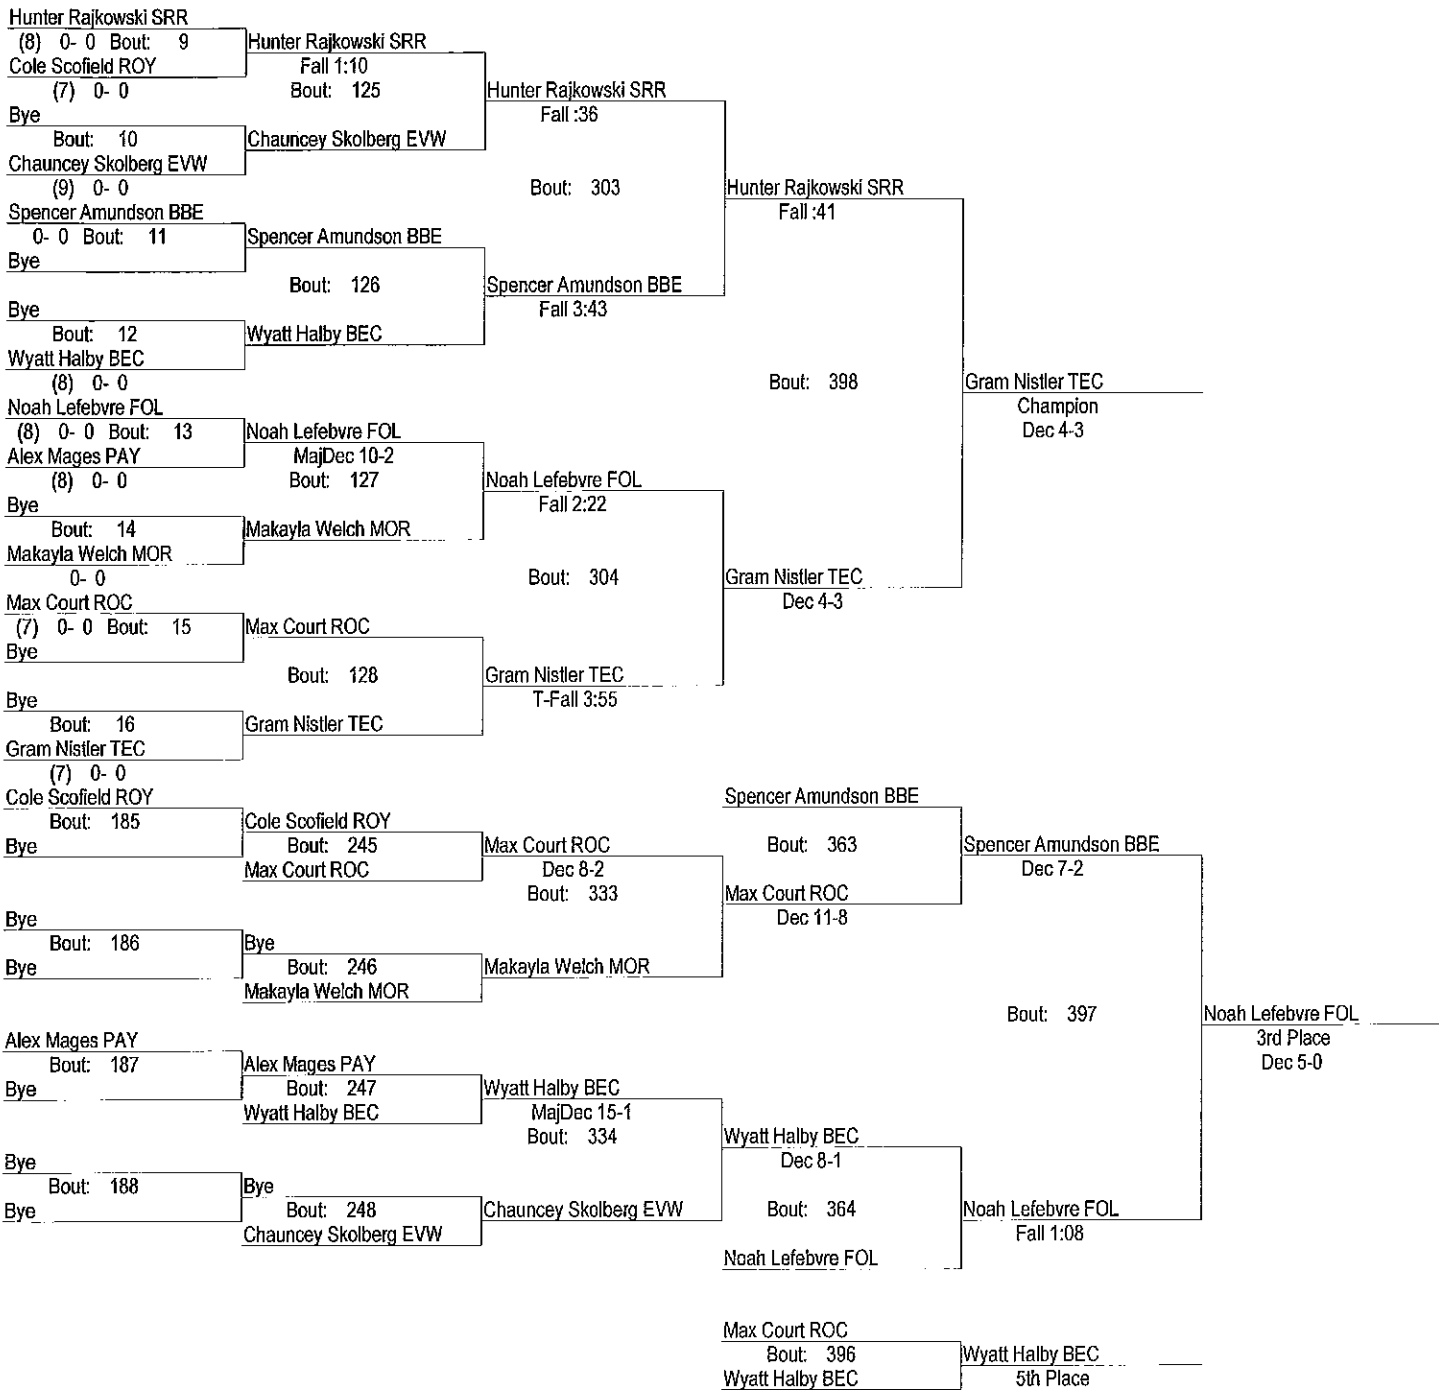 Hunter Rajkowski SRR
(8) 0- 0 Bout: 9
Cole Scofield ROY
(7) 0- 0
Bye
Bout: 10
Chauncey Skolberg EVW
(9) 0- 0
Spencer Amundson BBE
0- 0 Bout: 11
Bye
Bye
Bout: 12
Wyatt Halby BEC
(8) 0- 0
Noah Lefebvre FOL
(8) 0- 0 Bout: 13
Alex Mages PAY
(8) 0- 0
Bye
Bout: 14
Makayla Welch MOR
0- 0
Max Court ROC
(7) 0- 0 Bout: 15
Bye
Bye
Bout: 16
Gram Nistler TEC
(7) 0- 0
Hunter Rajkowski SRR
Fall 1:10
Bout: 125
Chauncey Skolberg EVW
Spencer Amundson BBE
Bout: 126
Wyatt Halby BEC
Noah Lefebvre FOL
MajDec 10-2
Bout: 127
Makayla Welch MOR
Max Court ROC
Bout: 128
Gram Nistler TEC
Hunter Rajkowski SRR
Fall :36
Bout: 303
Spencer Amundson BBE
Fall 3:43
Noah Lefebvre FOL
Fall 2:22
Bout: 304
Gram Nistler TEC
T-Fall 3:55
Hunter Rajkowski SRR
Fall :41
Bout: 398
Gram Nistler TEC
Dec 4-3
Gram Nistler TEC
Champion
Dec 4-3
Cole Scofield ROY
Bout: 185
Bye
Bye
Bout: 186
Bye
Alex Mages PAY
Bout: 187
Bye
Bye
Bout: 188
Bye
Cole Scofield ROY
Bout: 245
Max Court ROC
Bye
Bout: 246
Makayla Welch MOR
Alex Mages PAY
Bout: 247
Wyatt Halby BEC
Bye
Bout: 248
Chauncey Skolberg EVW
Max Court ROC
Dec 8-2
Bout: 333
Makayla Welch MOR
Wyatt Halby BEC
MajDec 15-1
Bout: 334
Chauncey Skolberg EVW
Spencer Amundson BBE
Bout: 363
Max Court ROC
Dec 11-8
Wyatt Halby BEC
Dec 8-1
Bout: 364
Noah Lefebvre FOL
Spencer Amundson BBE
Dec 7-2
Bout: 397
Noah Lefebvre FOL
Fall 1:08
Noah Lefebvre FOL
3rd Place
Dec 5-0
Max Court ROC
Bout: 396
Wyatt Halby BEC
Wyatt Halby BEC
5th Place